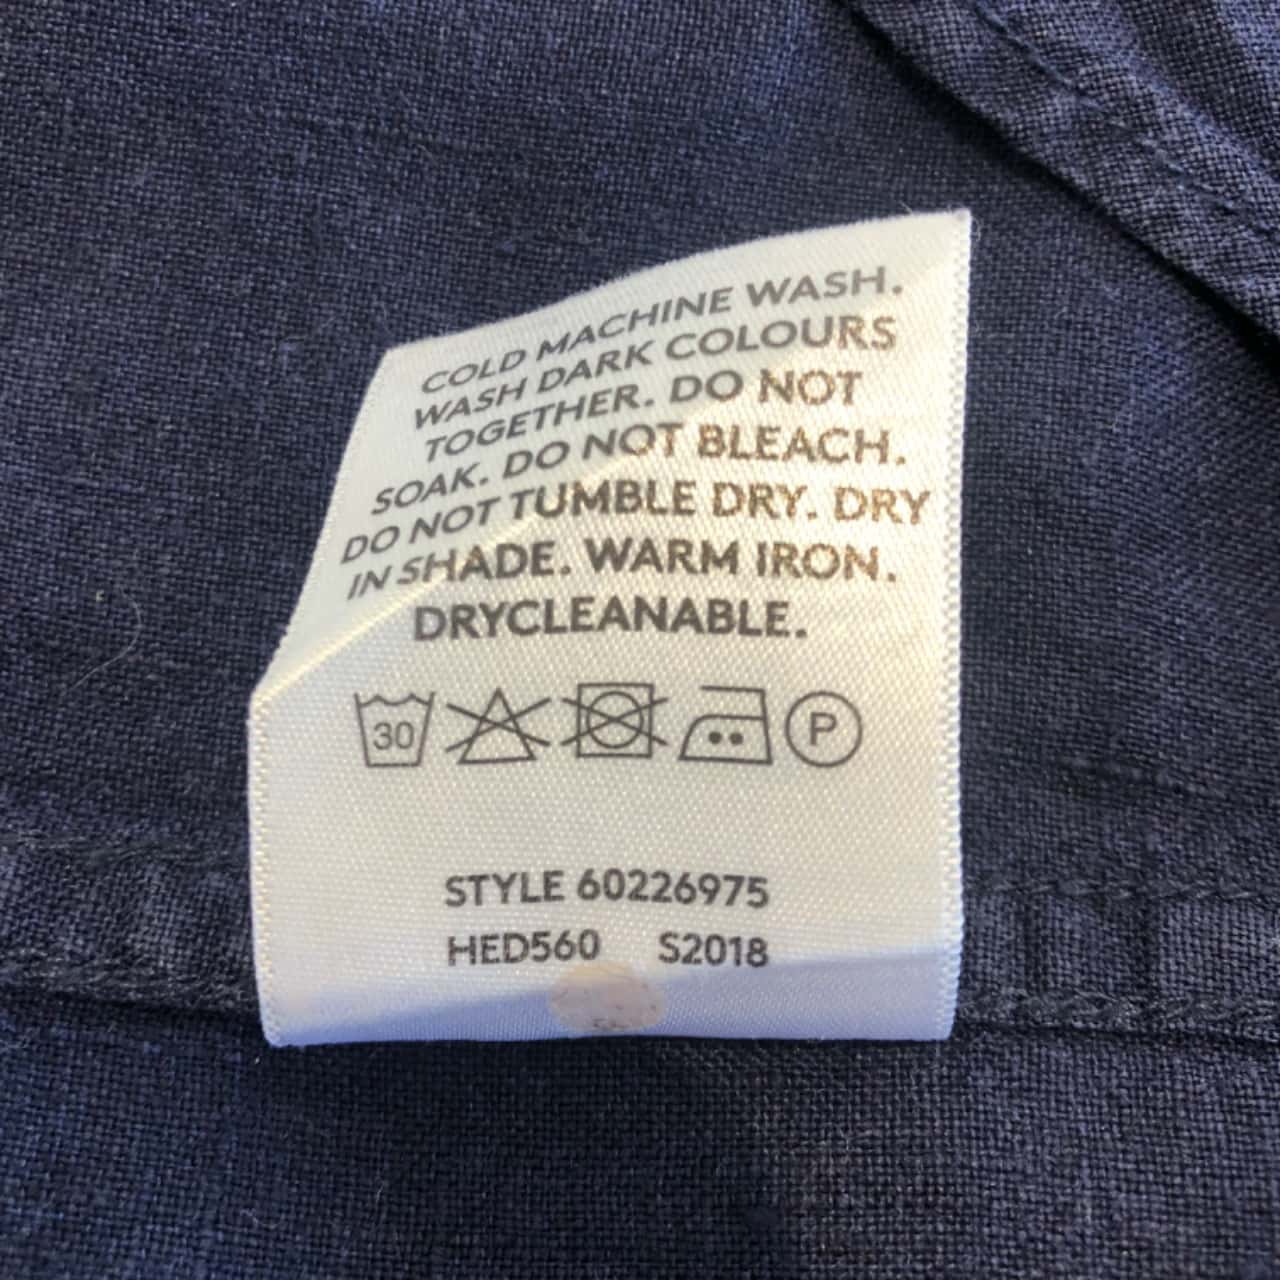 COLD MACHINE WASH.
WASH DARK COLOURS
TOGETHER. DO NOT
SOAK. DO NOT BLEACH.
DO NOT TUMBLE DRY. DRY
IN SHADE. WARM IRON.
DRYCLEANABLE.
30 P
STYLE 60226975
HED560 S2018